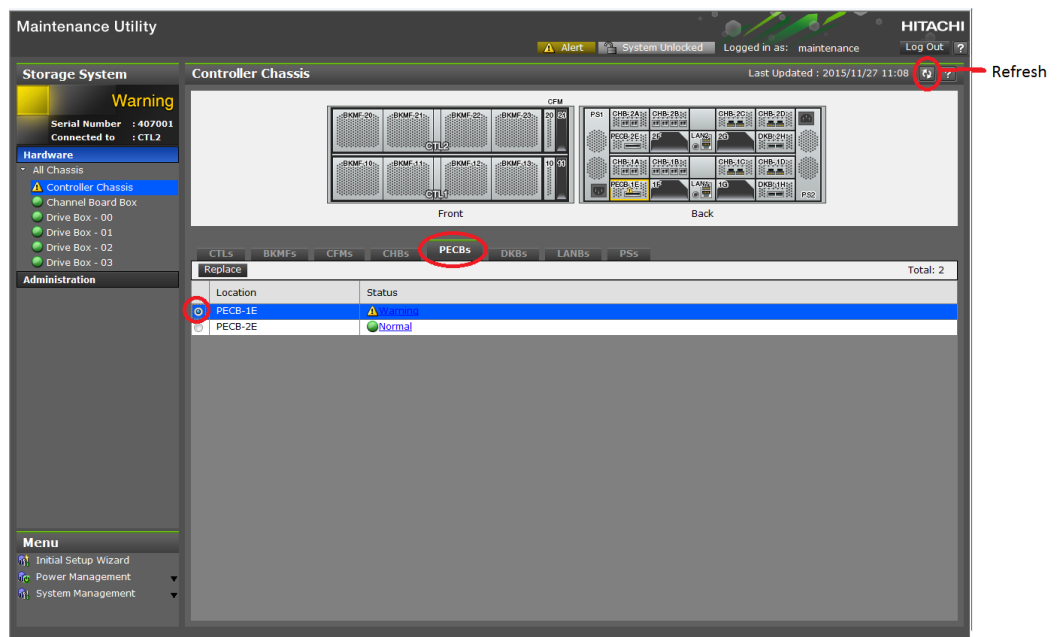 Maintenance Utility
HITACHI
Alert System Unlocked Logged in as: maintenance Log Out ?
Storage System
Warning
Serial Number : 407001
Connected to : CTL2
Hardware
All Chassis
Controller Chassis
Channel Board Box
Drive Box - 00
Drive Box - 01
Drive Box - 02
Drive Box - 03
Administration
Controller Chassis
Last Updated : 2015/11/27 11:08 ?
Refresh
CFM
BKMF-20 BKMF-21 BKMF-22 BKMF-23 20 21
CTL2
BKMF-10 BKMF-11 BKMF-12 BKMF-13 10 11
CTL1
Front
PS1 CHB-2A CHB-2B CHB-2C CHB-2D
PECB-2E 2F LAN2 2G DKB-2H
CHB-1A CHB-1B CHB-1C CHB-1D
PECB-1E 1F LAN1 1G DKB-1H PS2
Back
CTLs BKMFs CFMs CHBs PECBs DKBs LANBs PSs
Replace Total: 2
Location Status
PECB-1E Warning
PECB-2E Normal
Menu
Initial Setup Wizard
Power Management
System Management